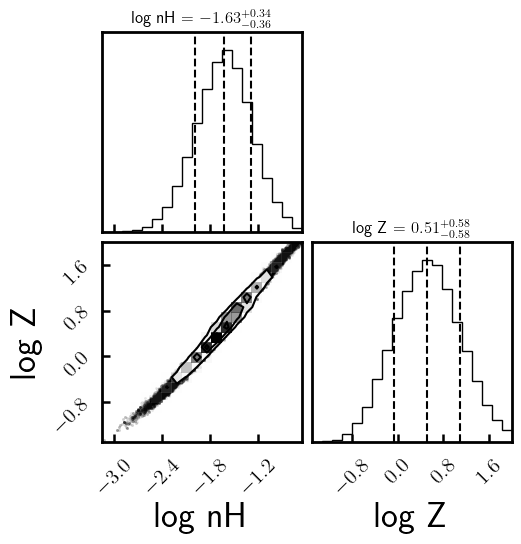 log nH = −1.63+0.34−0.36
log Z = 0.51+0.58−0.58
log Z
1.6
0.8
0.0
−0.8
−3.0 −2.4 −1.8 −1.2
−0.8 0.0 0.8 1.6
log nH log Z